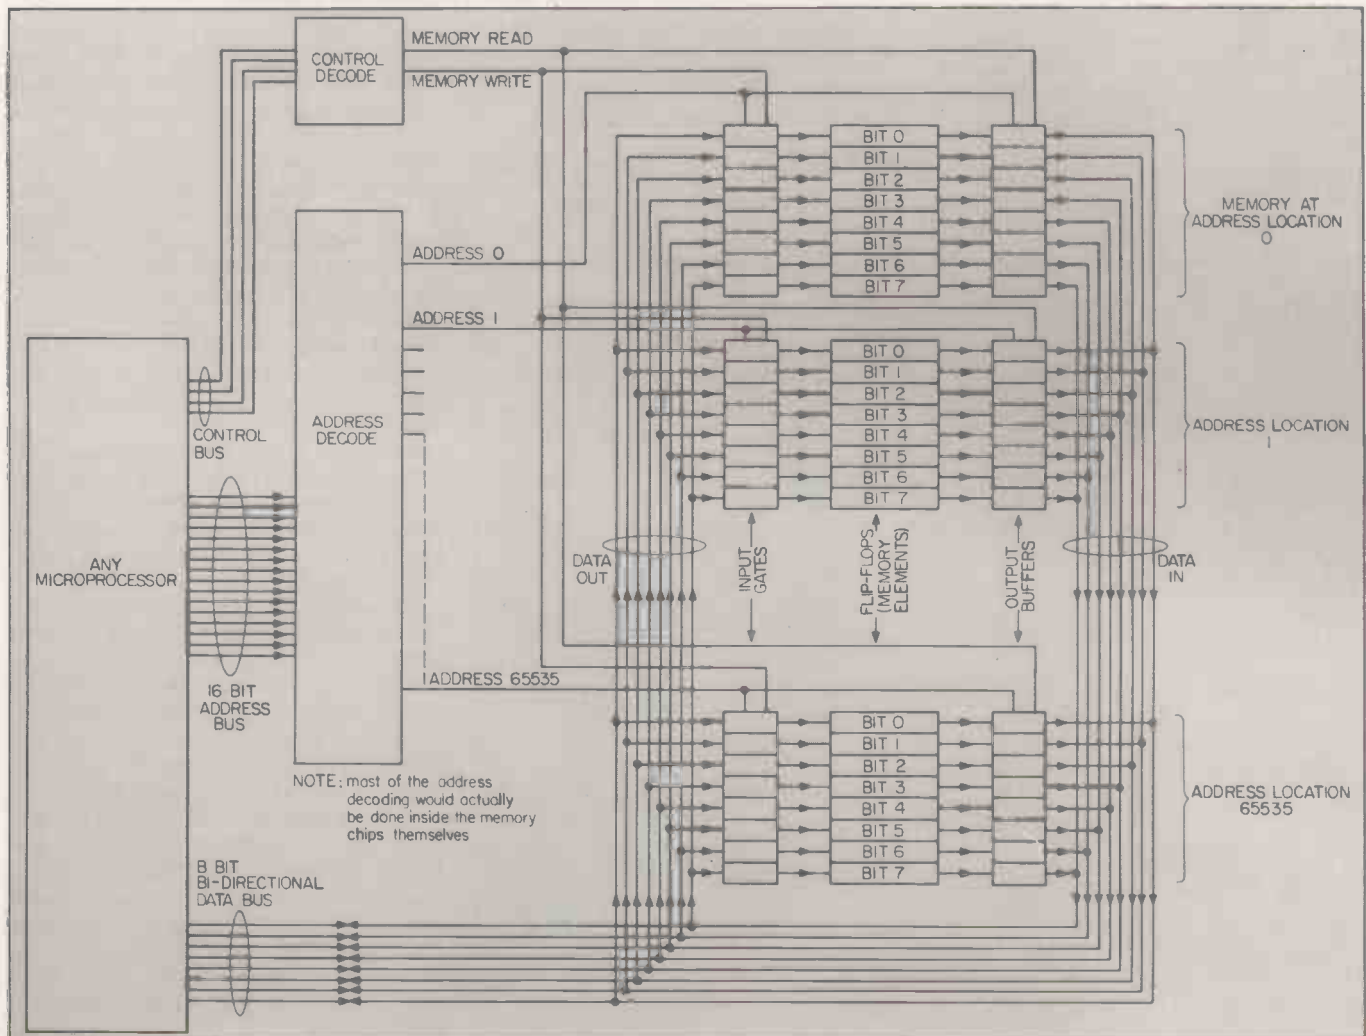 CONTROL
DECODE
MEMORY READ
MEMORY WRITE
BIT 0
BIT 1
BIT 2
BIT 3
BIT 4
BIT 5
BIT 6
BIT 7
MEMORY AT
ADDRESS LOCATION
0
ADDRESS 0
ADDRESS 1
ADDRESS
DECODE
CONTROL
BUS
BIT 0
BIT 1
BIT 2
BIT 3
BIT 4
BIT 5
BIT 6
BIT 7
ADDRESS LOCATION
1
ANY
MICROPROCESSOR
DATA
OUT
INPUT
GATES
FLIP-FLOPS
(MEMORY
ELEMENTS)
OUTPUT
BUFFERS
DATA
IN
16 BIT
ADDRESS
BUS
ADDRESS 65535
BIT 0
BIT 1
BIT 2
BIT 3
BIT 4
BIT 5
BIT 6
BIT 7
ADDRESS LOCATION
65535
NOTE: most of the address
decoding would actually
be done inside the memory
chips themselves
8 BIT
BI-DIRECTIONAL
DATA BUS